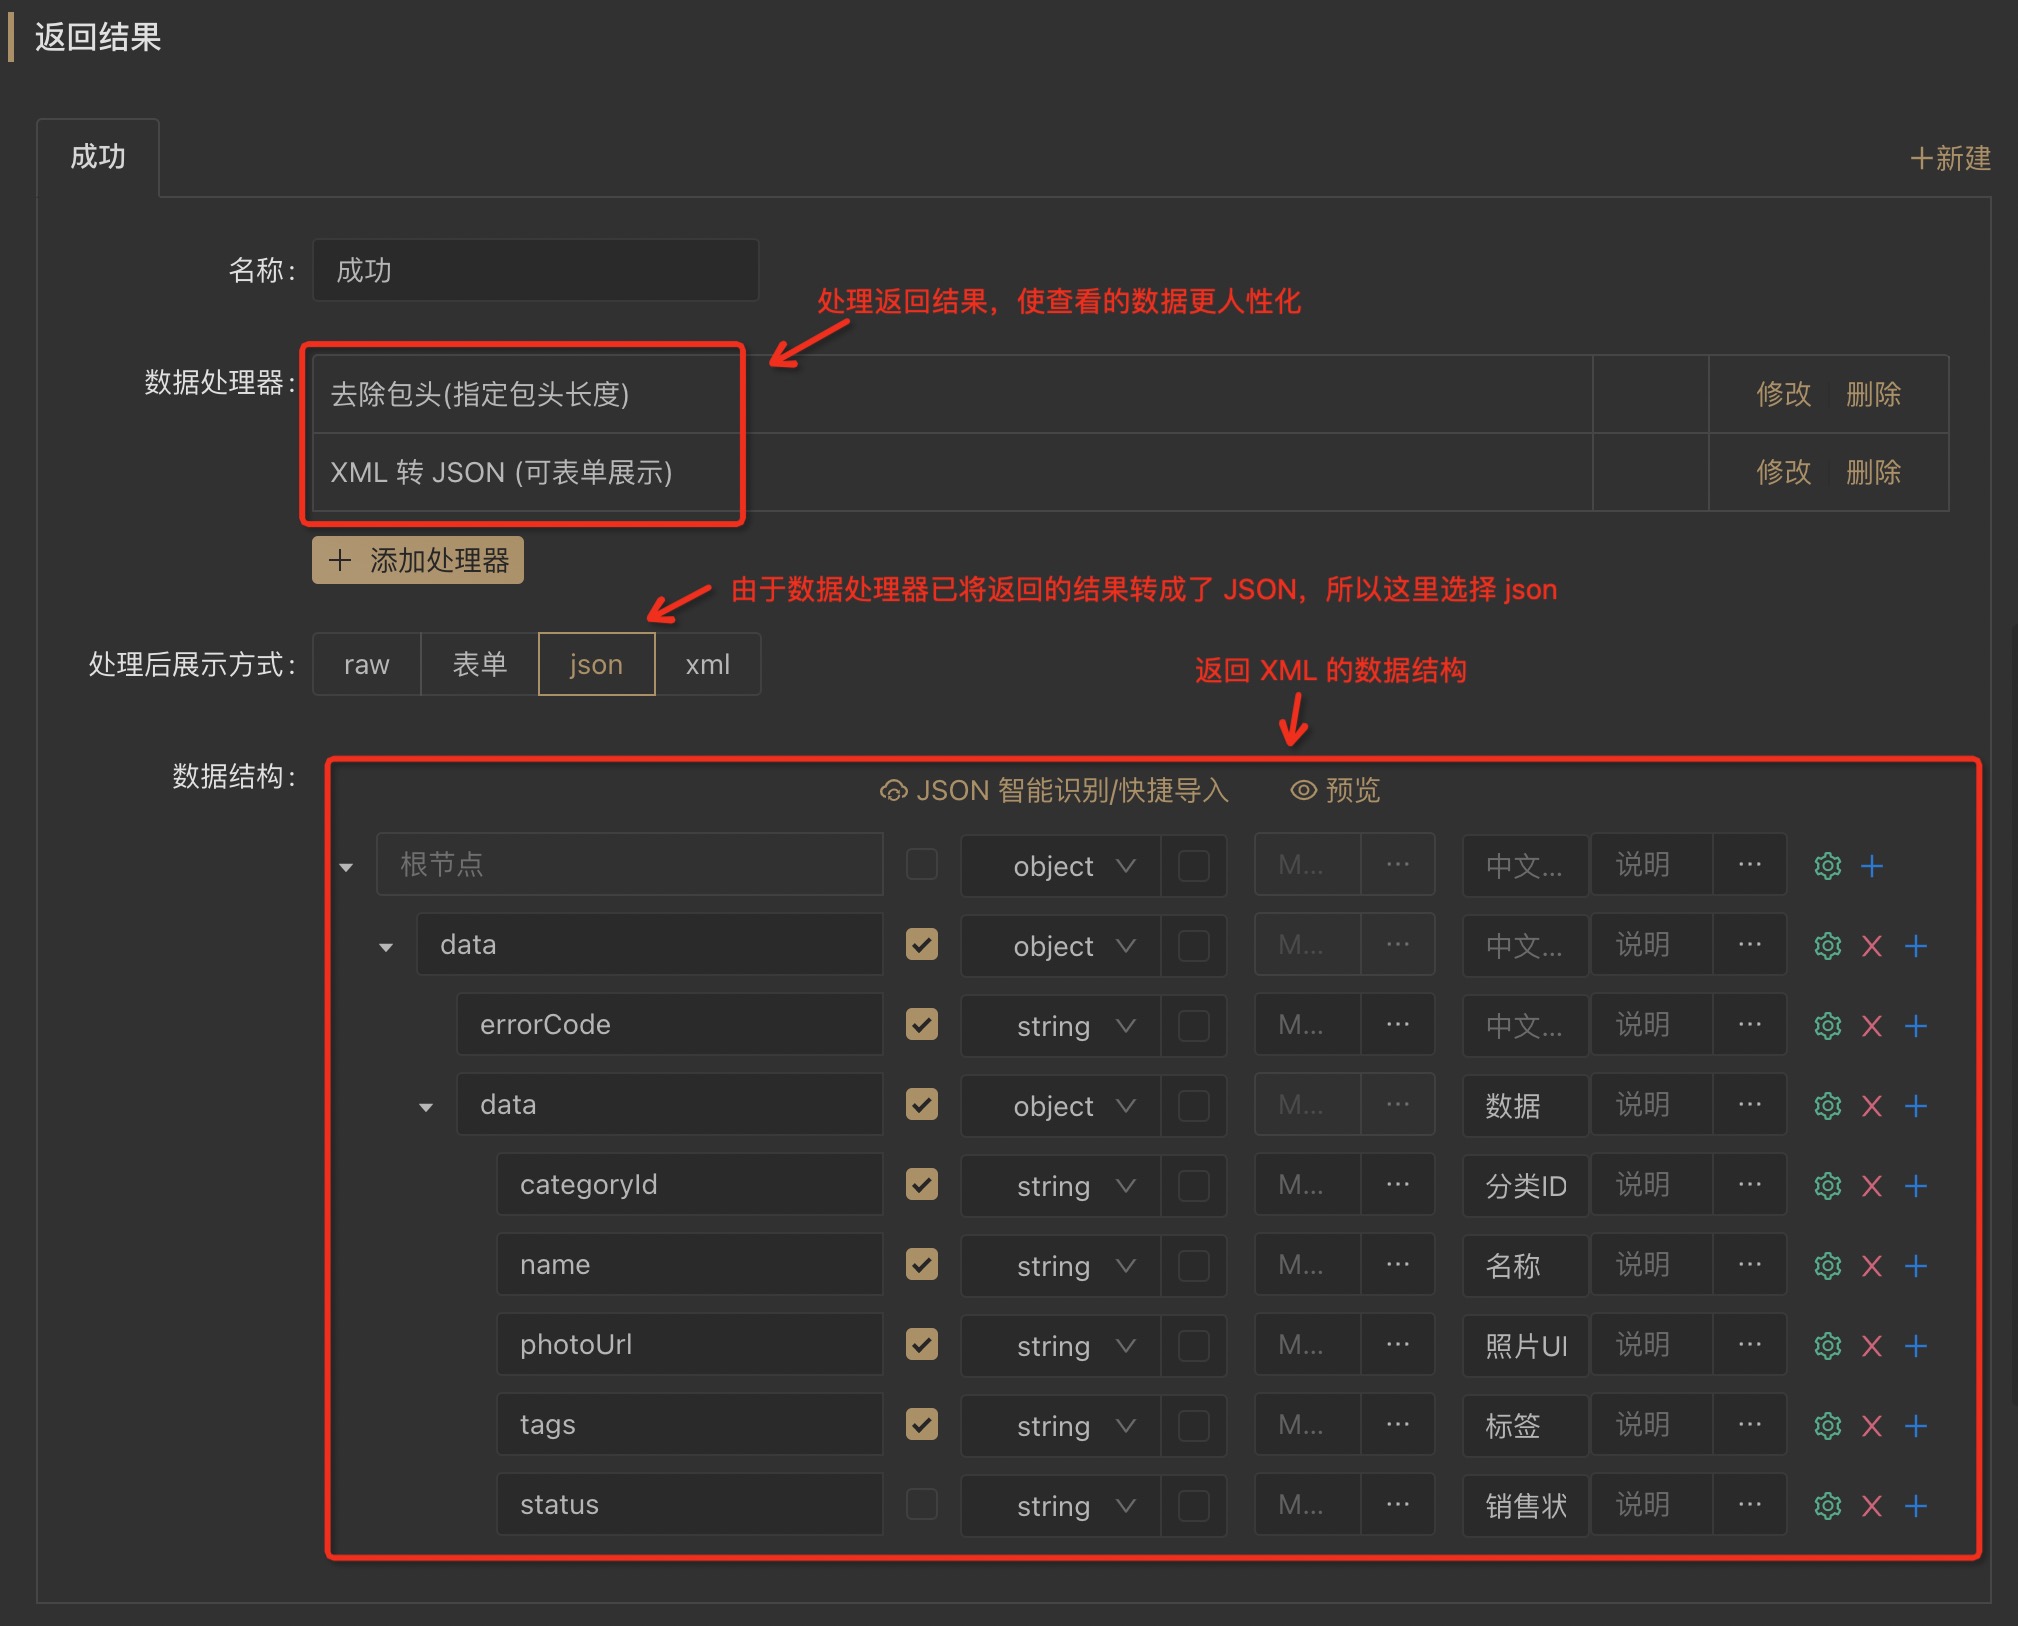 返回结果
成功
+新建
名称:
成功
处理返回结果，使查看的数据更人性化
数据处理器:
去除包头(指定包头长度)
修改 删除
XML 转 JSON (可表单展示)
修改 删除
+ 添加处理器
由于数据处理器已将返回的结果转成了 JSON，所以这里选择 json
处理后展示方式:
raw 表单 json xml
返回 XML 的数据结构
数据结构:
JSON 智能识别/快捷导入 预览
根节点 object M... ... 中文... 说明 ...
data object M... ... 中文... 说明 ...
errorCode string M... ... 中文... 说明 ...
data object M... ... 数据 说明 ...
categoryId string M... ... 分类ID 说明 ...
name string M... ... 名称 说明 ...
photoUrl string M... ... 照片U 说明 ...
tags string M... ... 标签 说明 ...
status string M... ... 销售状 说明 ...